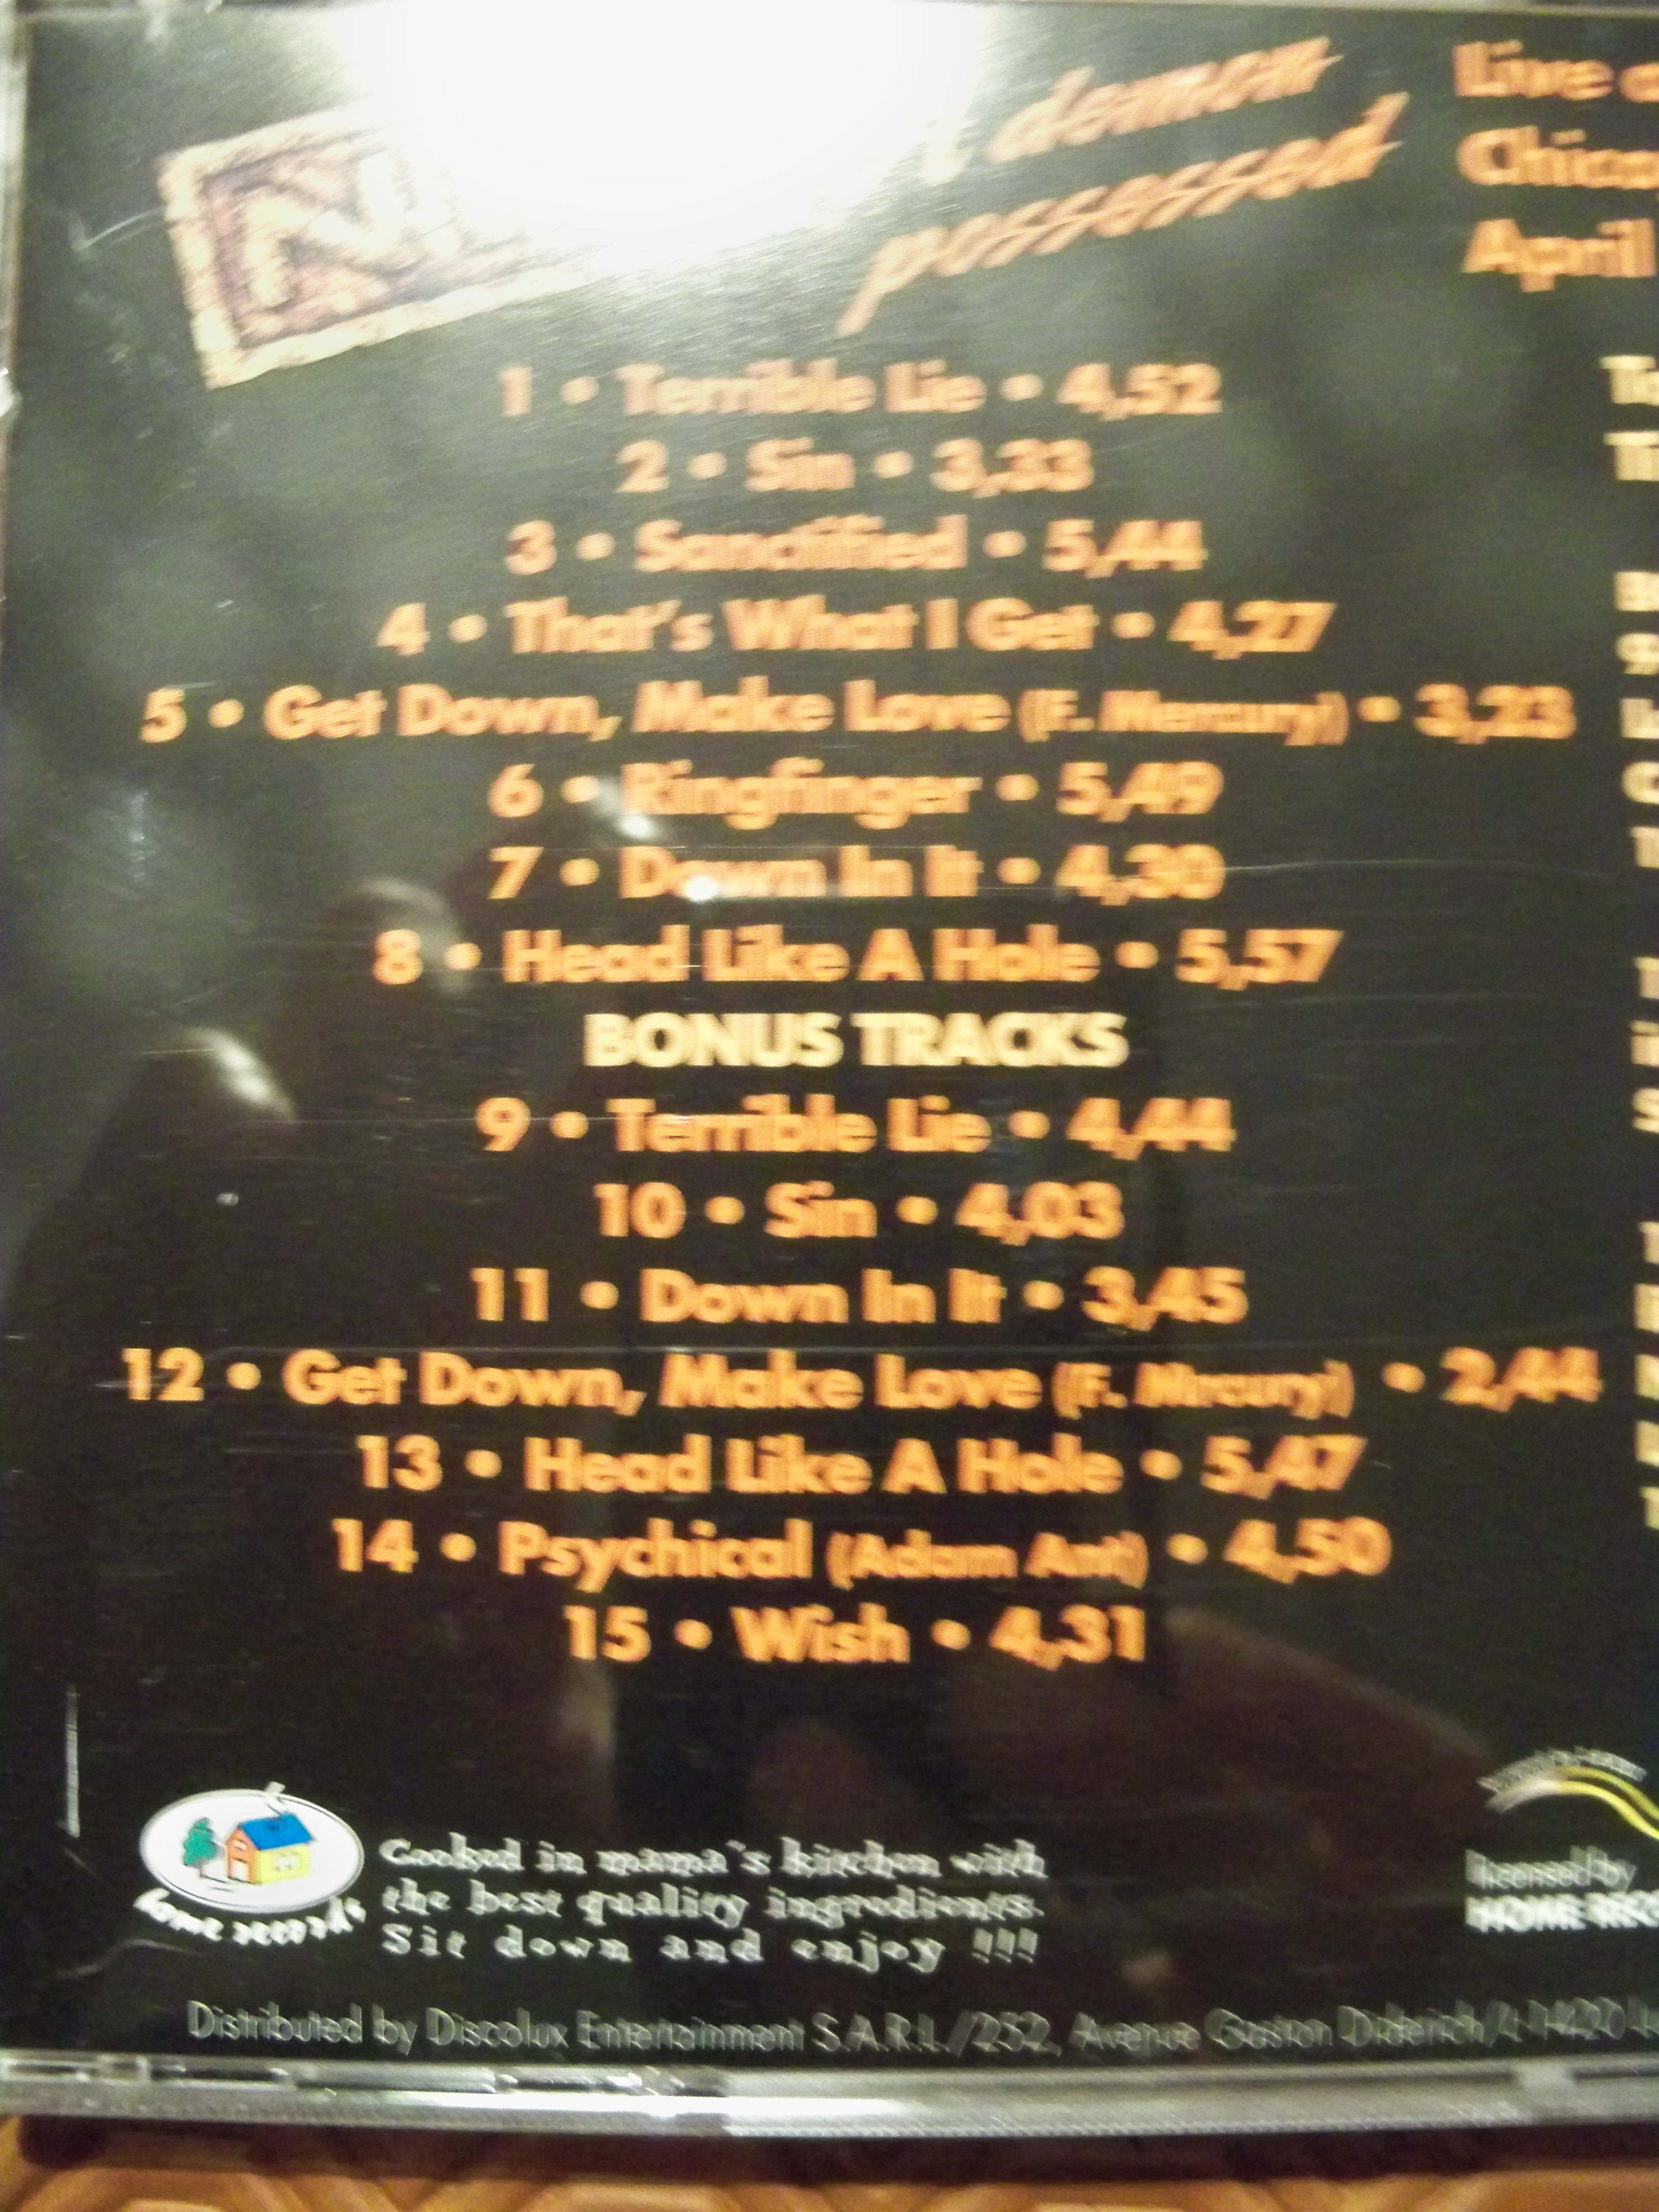 demon
possessed
Live
April
1 • Terrible Lie • 4,52
2 • Sin • 3,33
3 • Sanctified • 5,44
4 • That's What I Get • 4,27
5 • Get Down, Make Love (F. Mercury) • 3,23
6 • Ringfinger • 5,49
7 • Down In It • 4,30
8 • Head Like A Hole • 5,57
BONUS TRACKS
9 • Terrible Lie • 4,44
10 • Sin • 4,03
11 • Down In It • 3,45
12 • Get Down, Make Love (F. Mrcury) • 2,44
13 • Head Like A Hole • 5,47
14 • Psychical (Adam Ant) • 4,50
15 • Wish • 4,31
home records
Cooked in mama's kitchen with
the best quality ingredients.
Sit down and enjoy !!!
licensed by
HOME
Distributed by Discolux Entertainment S.A.R.L./252, Avenue Gaston Diderich/L-1420